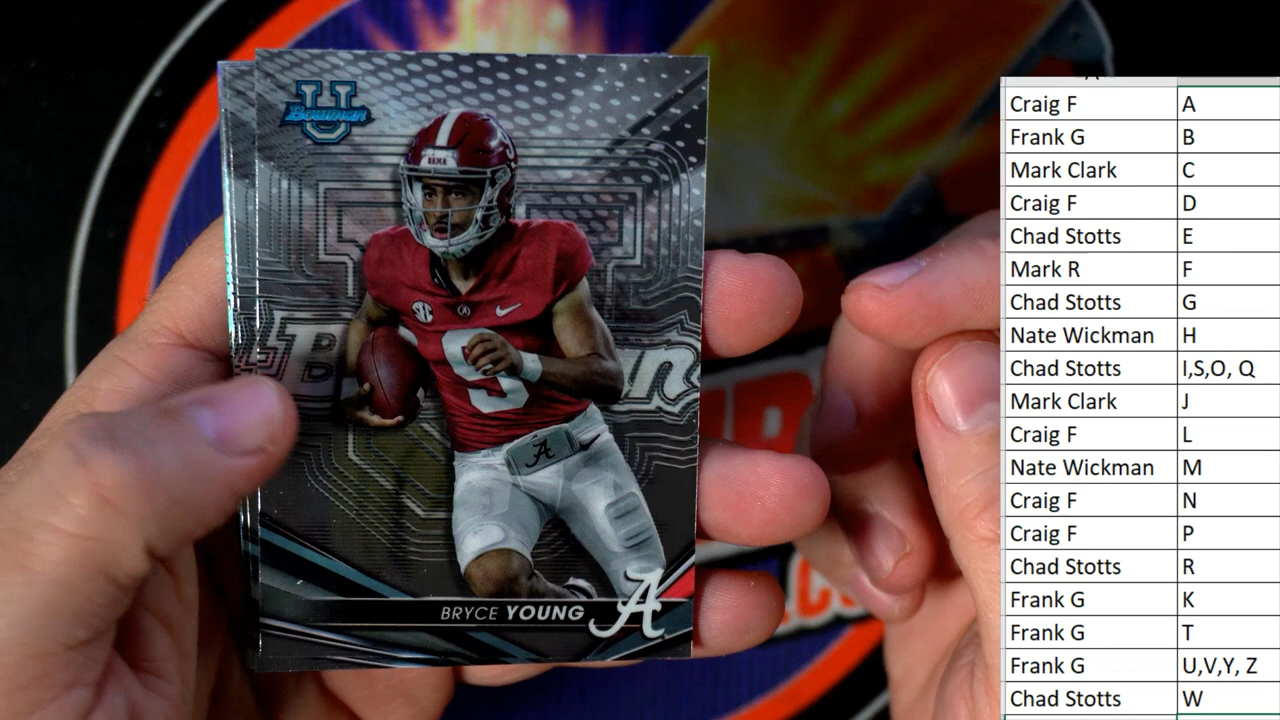 U
Bowman
BAMA
SEC
A
9
Bowman
A
BRYCE YOUNG
A
Craig F A
Frank G B
Mark Clark C
Craig F D
Chad Stotts E
Mark R F
Chad Stotts G
Nate Wickman H
Chad Stotts I,S,O, Q
Mark Clark J
Craig F L
Nate Wickman M
Craig F N
Craig F P
Chad Stotts R
Frank G K
Frank G T
Frank G U,V,Y, Z
Chad Stotts W